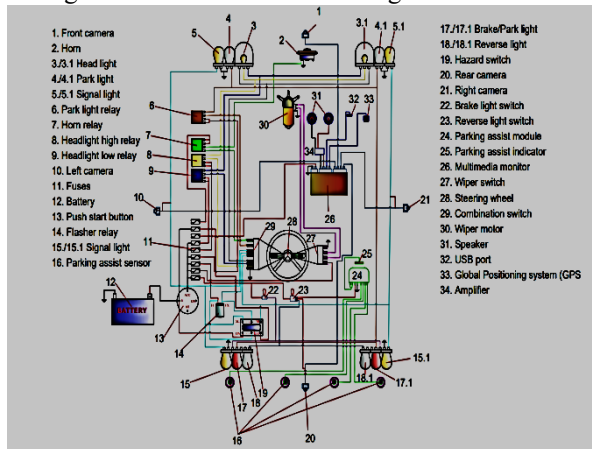 1. Front camera
2. Horn
3./3.1 Head light
4./4.1 Park light
5./5.1 Signal light
6. Park light relay
7. Horn relay
8. Headlight high relay
9. Headlight low relay
10. Left camera
11. Fuses
12. Battery
13. Push start button
14. Flasher relay
15./15.1 Signal light
16. Parking assist sensor
1
2
3
4
5
3.1
4.1
5.1
6
7
8
9
30
31
32
33
34
26
10
21
11
29
28
27
25
24
12
BATTERY
13
22
23
14
15
17
18
19
16
20
18.1
17.1
15.1
17./17.1 Brake/Park light
18./18.1 Reverse light
19. Hazard switch
20. Rear camera
21. Right camera
22. Brake light switch
23. Reverse light switch
24. Parking assist module
25. Parking assist indicator
26. Multimedia monitor
27. Wiper switch
28. Steering wheel
29. Combination switch
30. Wiper motor
31. Speaker
32. USB port
33. Global Positioning system (GPS
34. Amplifier